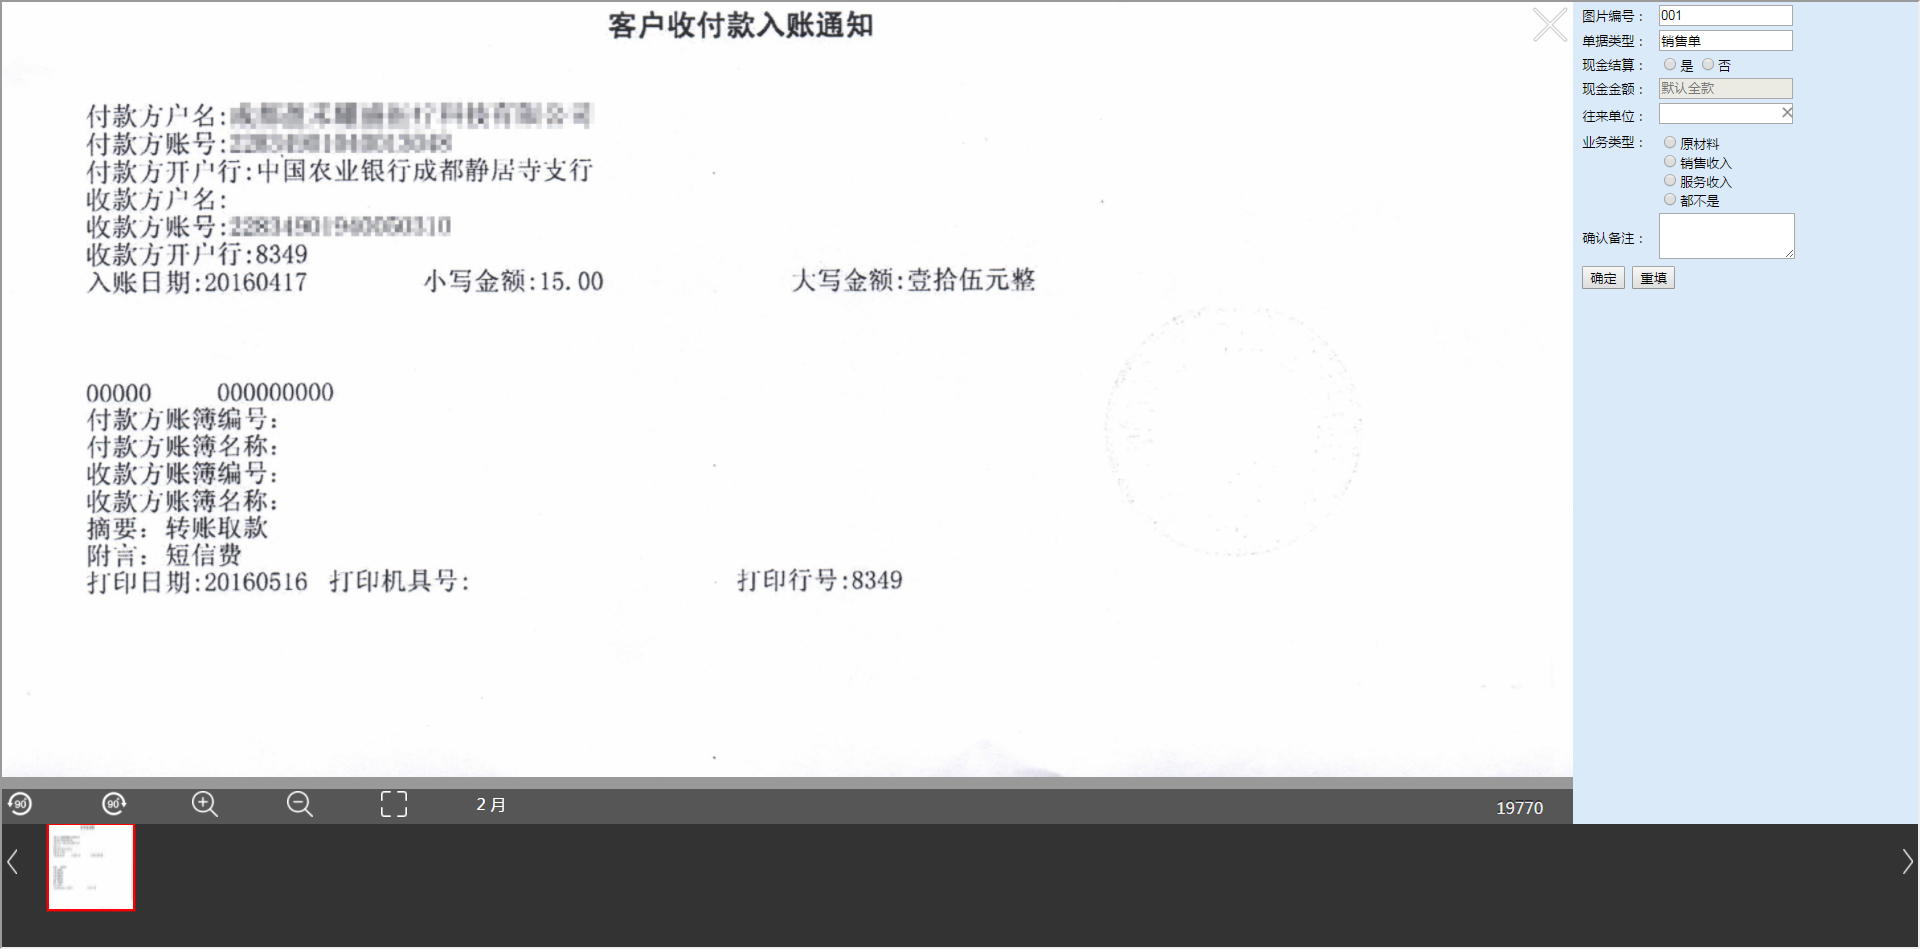 客户收付款入账通知
付款方户名:
付款方账号:
付款方开户行:中国农业银行成都静居寺支行
收款方户名:
收款方账号:
收款方开户行:8349
入账日期:20160417 小写金额:15.00 大写金额:壹拾伍元整
00000 000000000
付款方账簿编号:
付款方账簿名称:
收款方账簿编号:
收款方账簿名称:
摘要: 转账取款
附言: 短信费
打印日期:20160516 打印机具号: 打印行号:8349
图片编号: 001
单据类型: 销售单
现金结算: 是 否
现金金额: 默认全款
往来单位:
业务类型: 原材料
销售收入
服务收入
都不是
确认备注:
确定 重填
90 90 2 月 19770